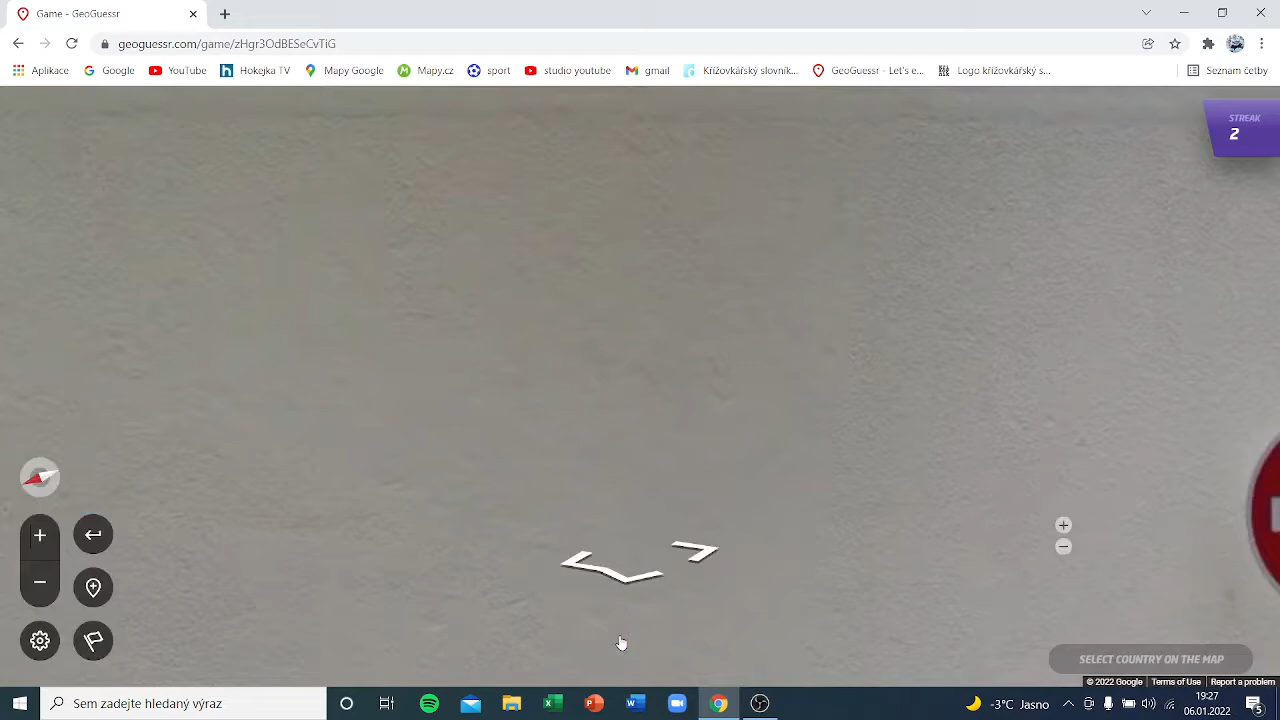 Game - GeoGuessr
geoguessr.com/game/zHgr3OdBESeCvTiG
Aplikace
Google
YouTube
Hokejka TV
Mapy Google
Mapy.cz
sport
studio youtube
gmail
Křížovkářský slovník...
GeoGuessr - Let's e...
Logo křížovkářský s...
Seznam četby
STREAK
2
SELECT COUNTRY ON THE MAP
© 2022 Google
Terms of Use
Report a problem
Sem zadejte hledaný výraz
-3°C Jasno
19:27
06.01.2022